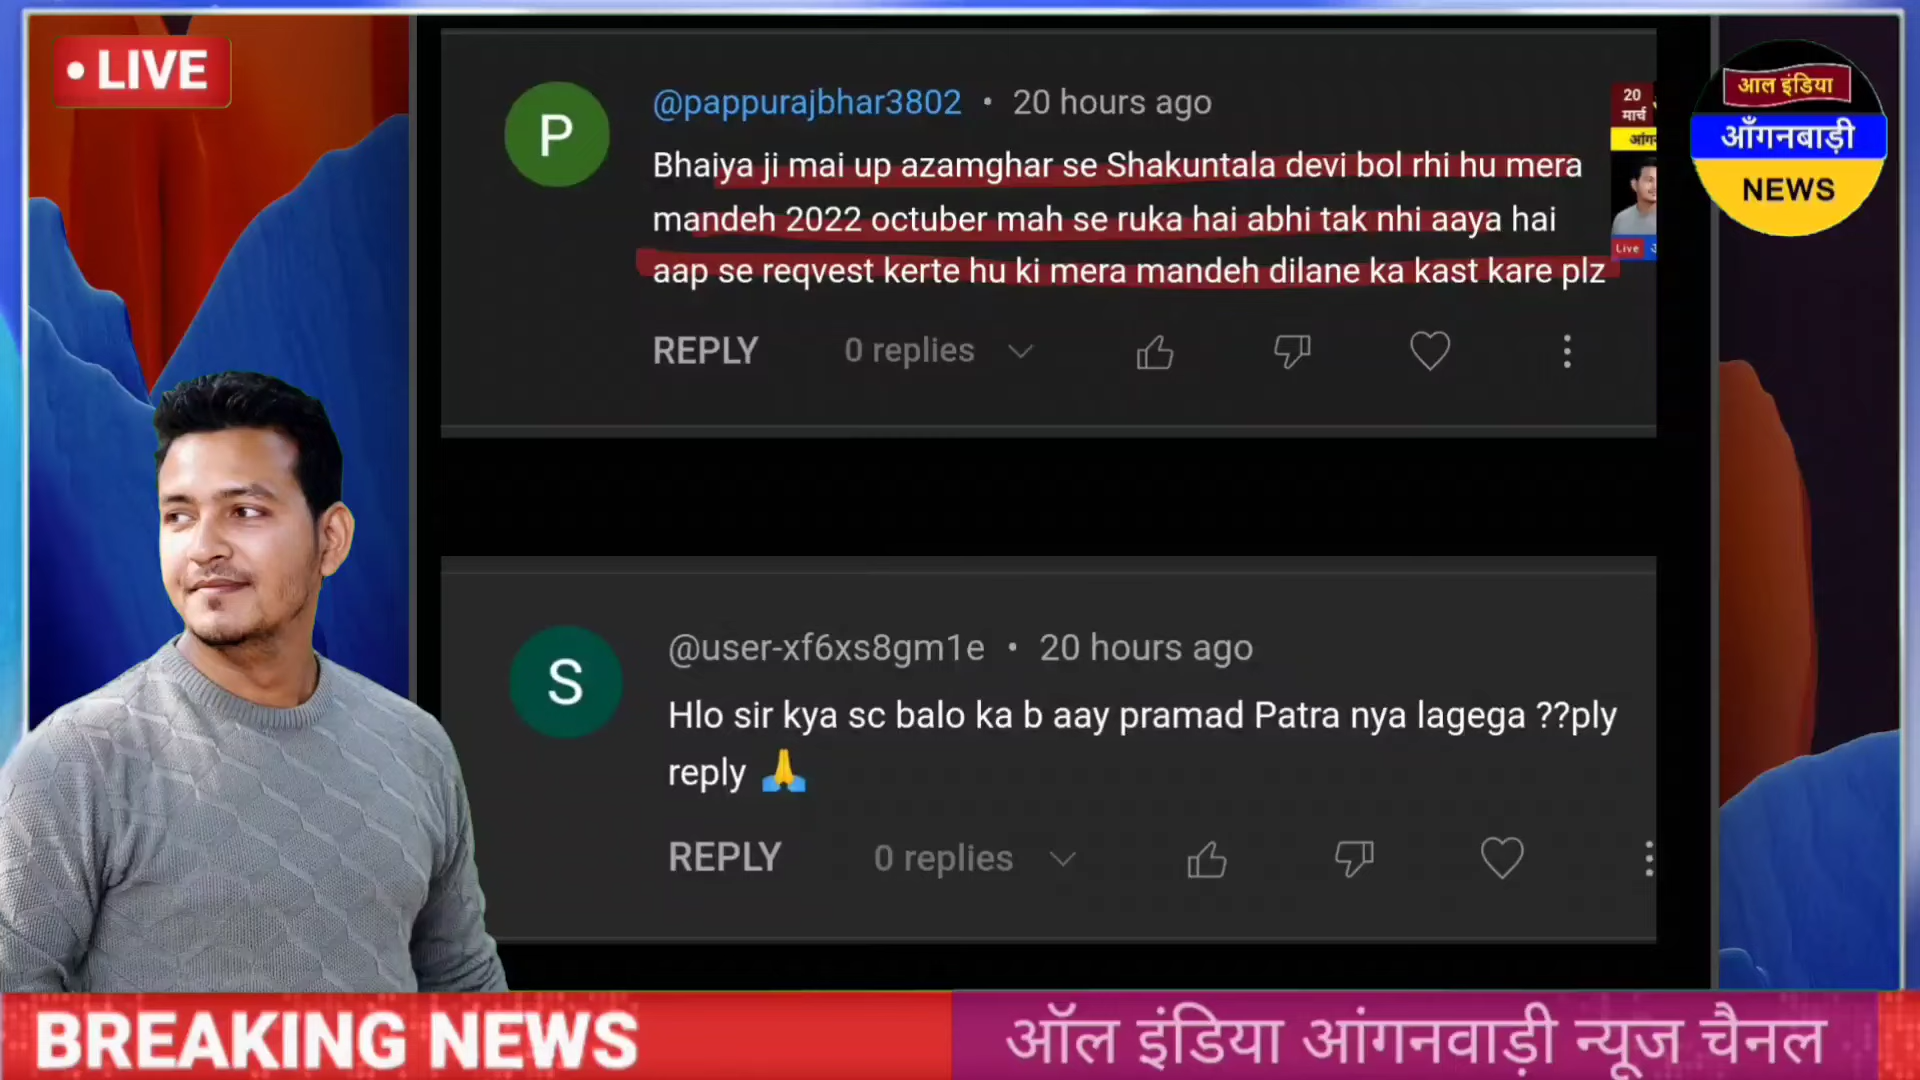 • LIVE
@pappurajbhar3802 • 20 hours ago
Bhaiya ji mai up azamghar se Shakuntala devi bol rhi hu mera
mandeh 2022 octuber mah se ruka hai abhi tak nhi aaya hai
aap se reqvest kerte hu ki mera mandeh dilane ka kast kare plz
REPLY 0 replies
P
20
मार्च
Live
आल इंडिया
आँगनबाड़ी
NEWS
@user-xf6xs8gm1e • 20 hours ago
Hlo sir kya sc balo ka b aay pramad Patra nya lagega ??ply
reply 🙏
REPLY 0 replies
S
BREAKING NEWS
ऑल इंडिया आंगनवाड़ी न्यूज चैनल